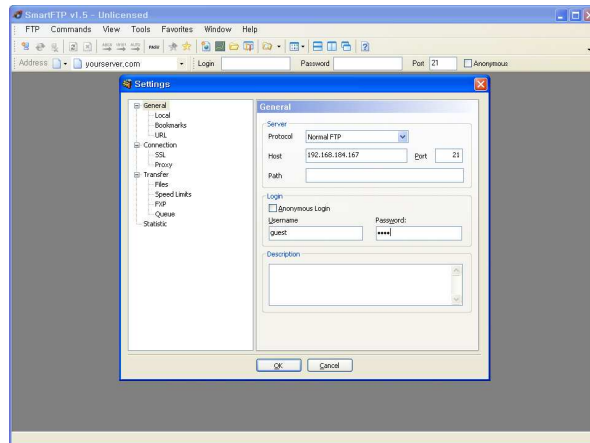 SmartFTP v1.5 - Unlicensed
FTP Commands View Tools Favorites Window Help
Address yourserver.com Login Password Port 21 Anonymous
Settings
General
Local
Bookmarks
URL
Connection
SSL
Proxy
Transfer
Files
Speed Limits
FXP
Queue
Statistic
General
Server
Protocol Normal FTP
Host 192.168.184.167 Port 21
Path
Login
Anonymous Login
Username Password:
guest ••••
Description
OK Cancel